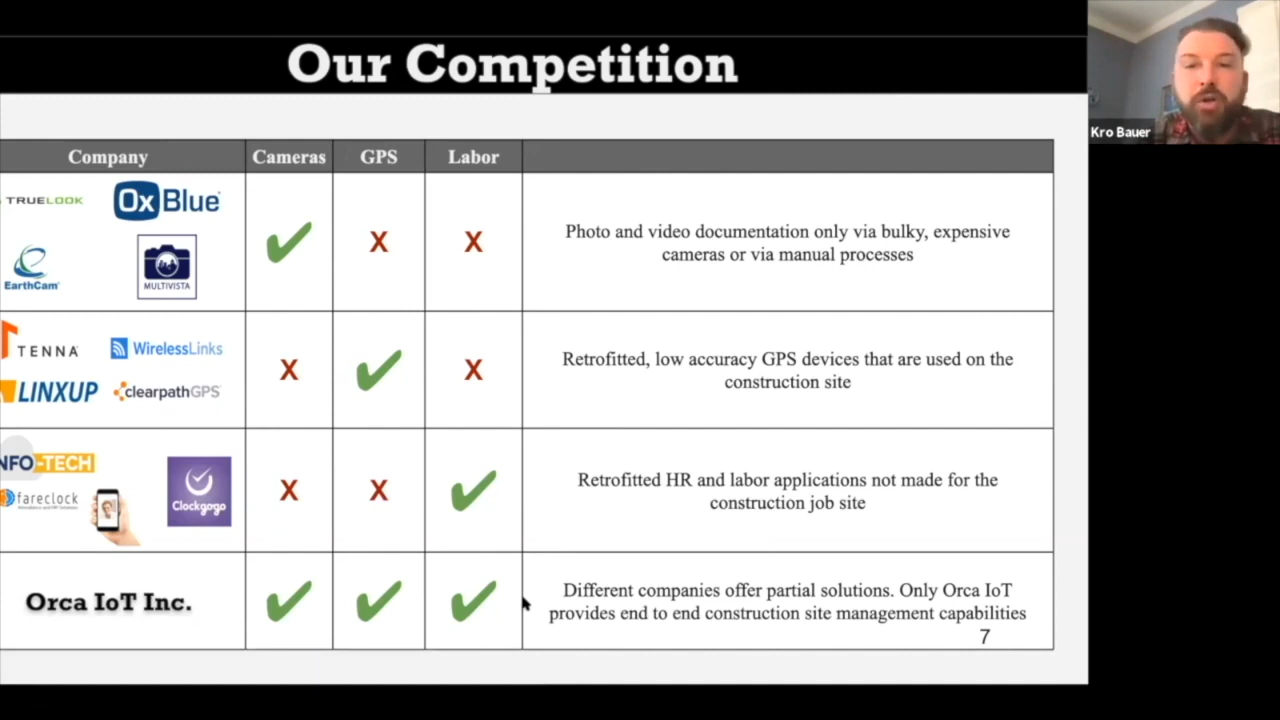 Our Competition
Kro Bauer
Company Cameras GPS Labor
TRUELOOK OxBlue
EarthCam MULTIVISTA
X X
Photo and video documentation only via bulky, expensive
cameras or via manual processes
TENNA WirelessLinks
LINXUP clearpathGPS
X X
Retrofitted, low accuracy GPS devices that are used on the
construction site
NFO-TECH
fareclock
Clockgogo
X X
Retrofitted HR and labor applications not made for the
construction job site
Orca IoT Inc.
Different companies offer partial solutions. Only Orca IoT
provides end to end construction site management capabilities
7